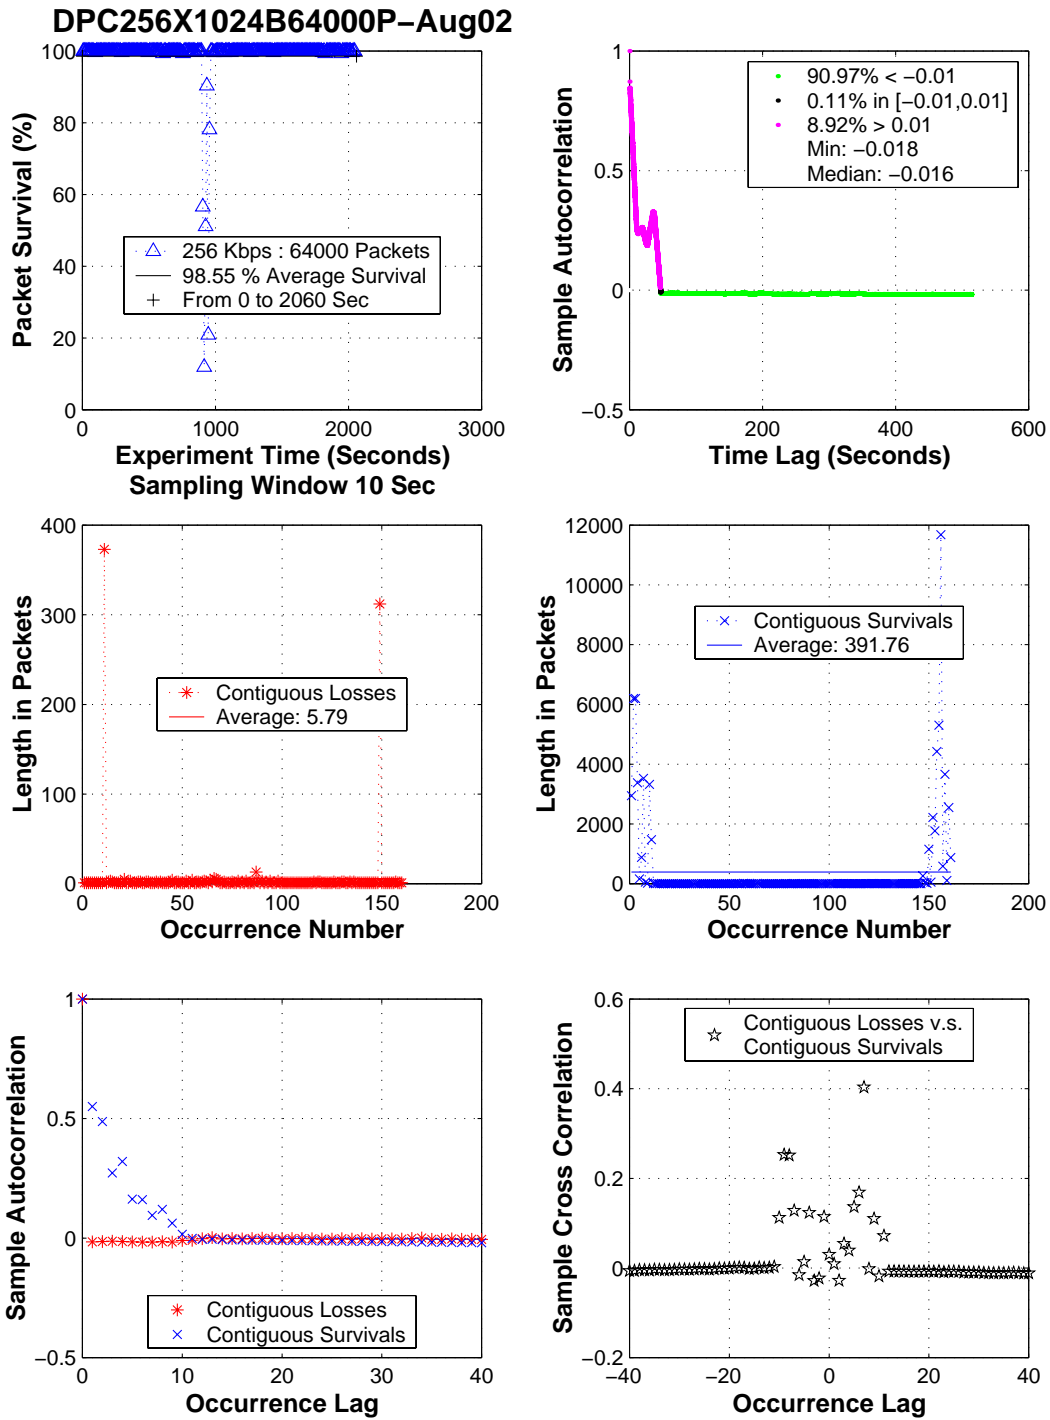 DPC256X1024B64000P−Aug02
100
80
60
40
20
0
Packet Survival (%)
256 Kbps : 64000 Packets
98.55 % Average Survival
From 0 to 2060 Sec
0
1000
2000
3000
Experiment Time (Seconds)
Sampling Window 10 Sec
1
0.5
0
−0.5
Sample Autocorrelation
90.97% < −0.01
0.11% in [−0.01,0.01]
8.92% > 0.01
Min: −0.018
Median: −0.016
0
200
400
600
Time Lag (Seconds)
400
300
200
100
0
Length in Packets
Contiguous Losses
Average: 5.79
0
50
100
150
200
Occurrence Number
12000
10000
8000
6000
4000
2000
0
Length in Packets
Contiguous Survivals
Average: 391.76
0
50
100
150
200
Occurrence Number
1
0.5
0
−0.5
Sample Autocorrelation
Contiguous Losses
Contiguous Survivals
0
10
20
30
40
Occurrence Lag
0.6
0.4
0.2
0
−0.2
Sample Cross Correlation
Contiguous Losses v.s.
Contiguous Survivals
−40
−20
0
20
40
Occurrence Lag